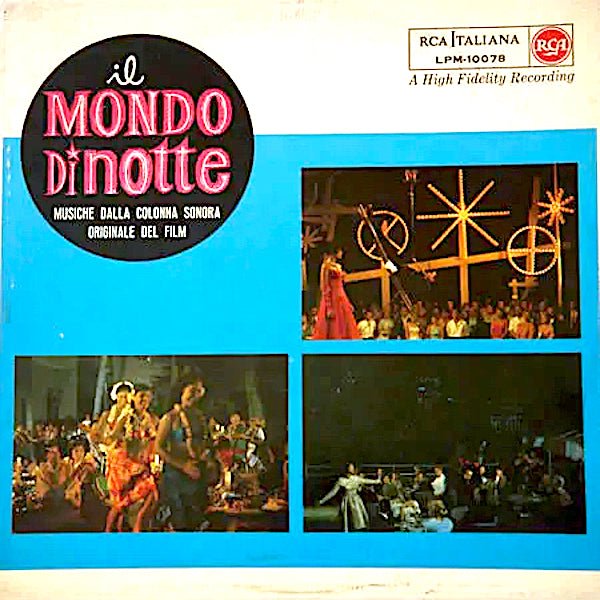 il
MONDO
Di notte
MUSICHE DALLA COLONNA SONORA
ORIGINALE DEL FILM
RCA ITALIANA
LPM-10078
RCA
A High Fidelity Recording